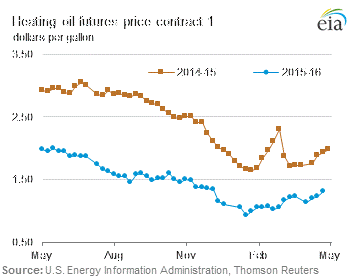 Heating oil futures price contract 1
dollars per gallon
eia
3.50
2014-15
2015-16
2.50
1.50
0.50
May
Aug
Nov
Feb
May
Source: U.S. Energy Information Administration, Thomson Reuters